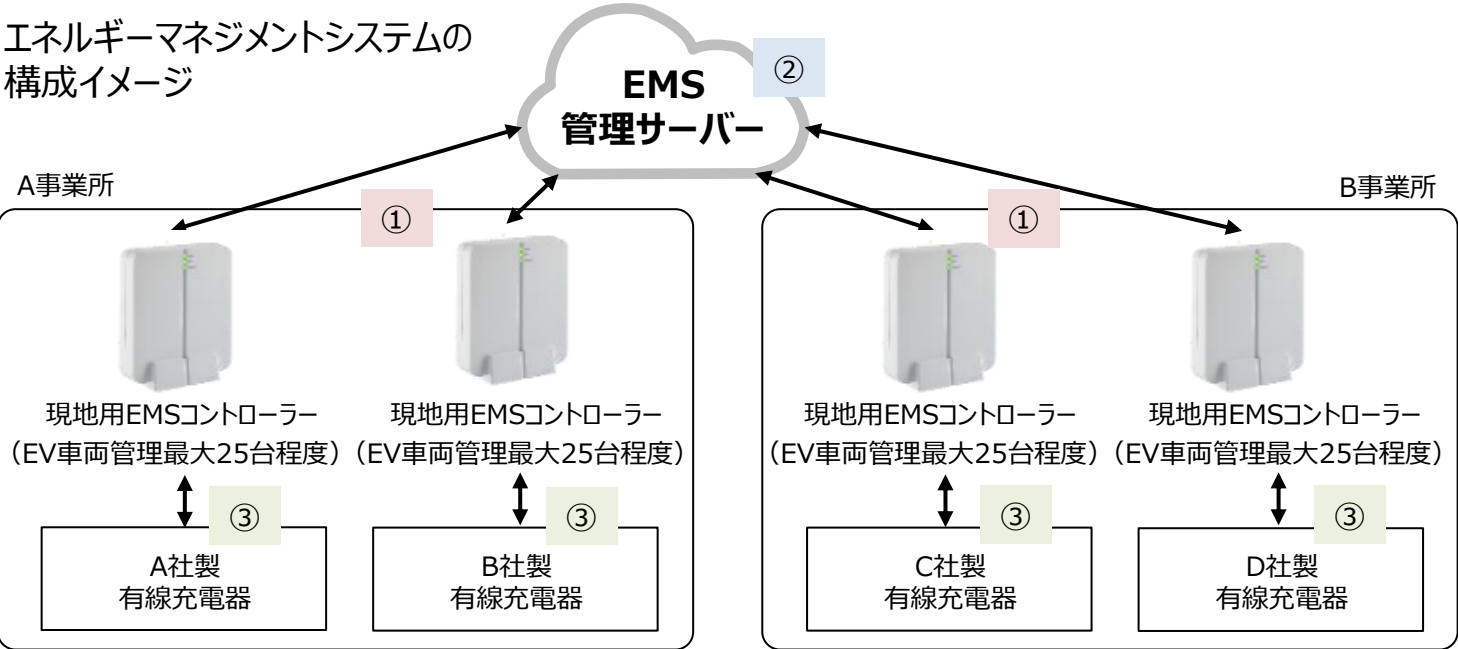 エネルギーマネジメントシステムの
構成イメージ
EMS
管理サーバー
②
A事業所
B事業所
①
①
現地用EMSコントローラー
（EV車両管理最大25台程度）
現地用EMSコントローラー
（EV車両管理最大25台程度）
現地用EMSコントローラー
（EV車両管理最大25台程度）
現地用EMSコントローラー
（EV車両管理最大25台程度）
③
③
③
③
A社製
有線充電器
B社製
有線充電器
C社製
有線充電器
D社製
有線充電器